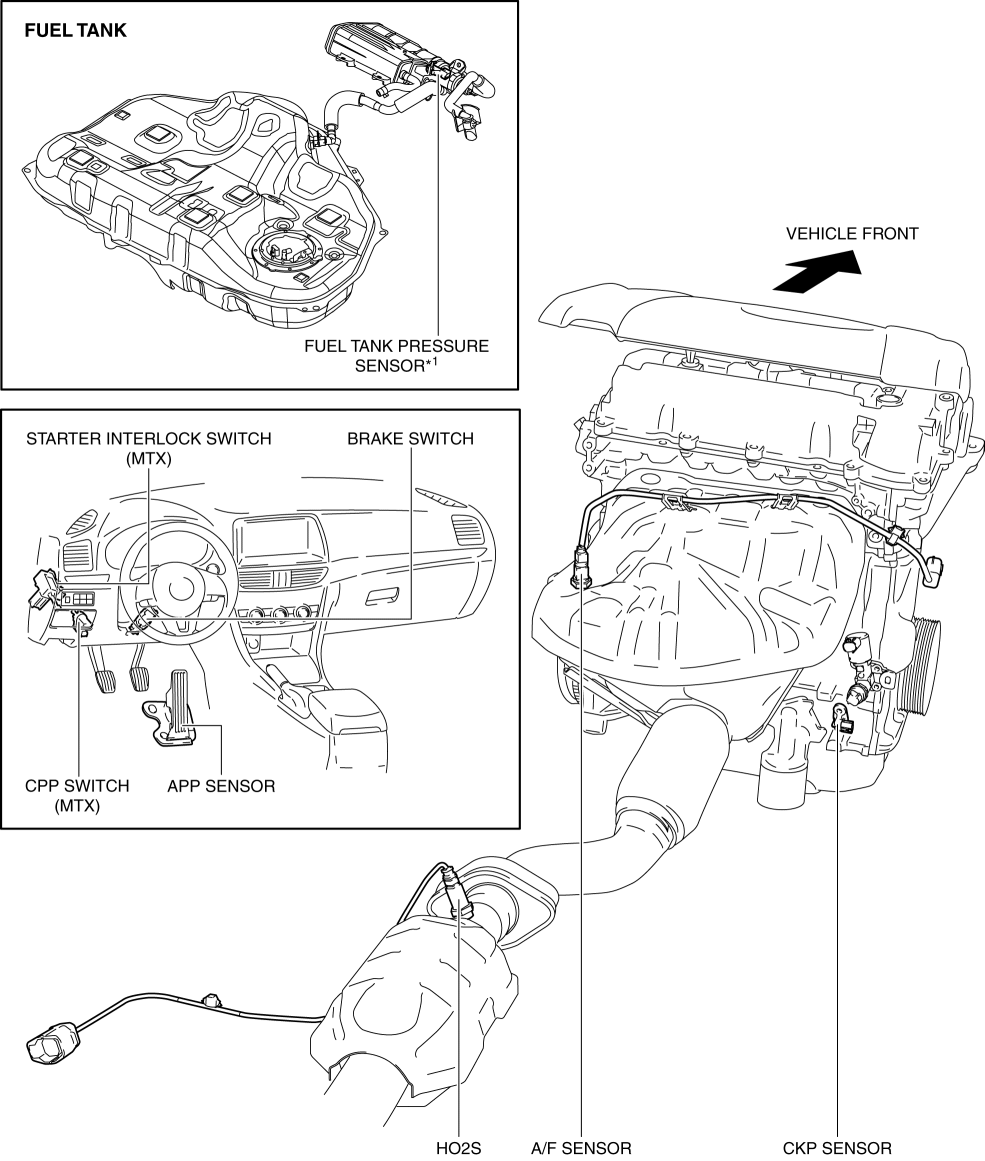 FUEL TANK
FUEL TANK PRESSURE
SENSOR*1
VEHICLE FRONT
STARTER INTERLOCK SWITCH
(MTX)
BRAKE SWITCH
CPP SWITCH
(MTX)
APP SENSOR
HO2S
A/F SENSOR
CKP SENSOR